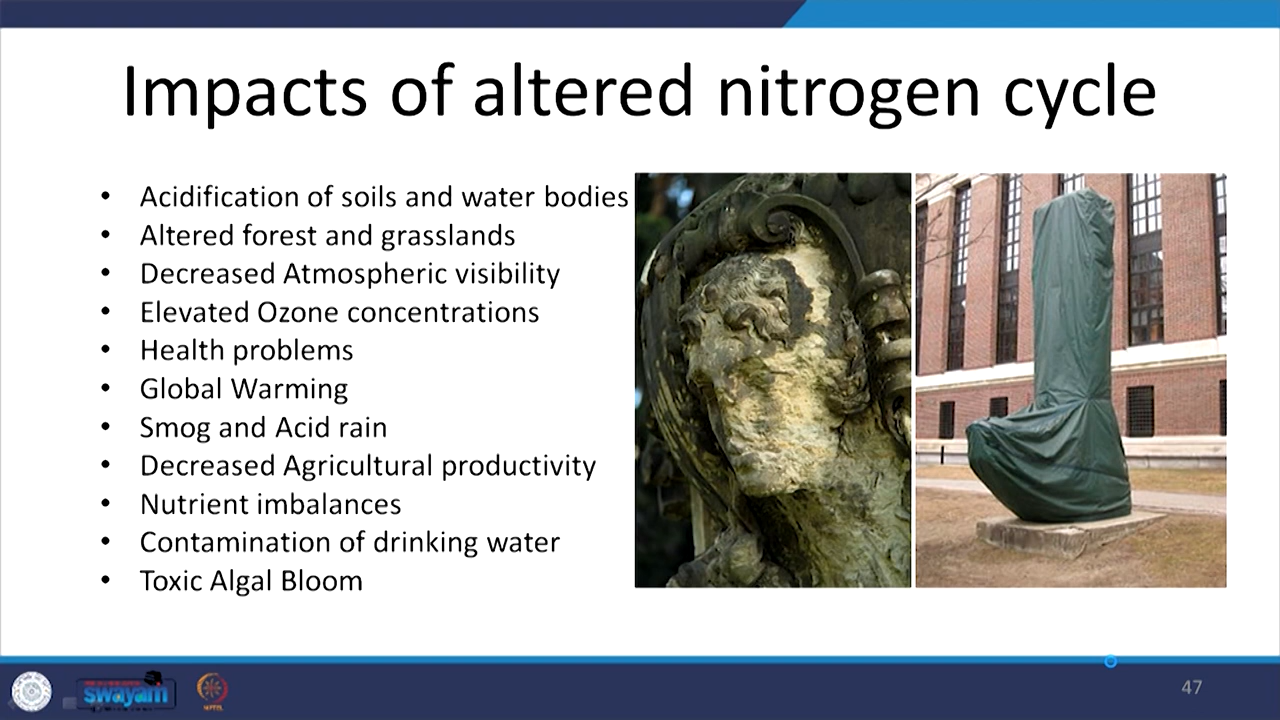 Impacts of altered nitrogen cycle
• Acidification of soils and water bodies
• Altered forest and grasslands
• Decreased Atmospheric visibility
• Elevated Ozone concentrations
• Health problems
• Global Warming
• Smog and Acid rain
• Decreased Agricultural productivity
• Nutrient imbalances
• Contamination of drinking water
• Toxic Algal Bloom
swayam
47